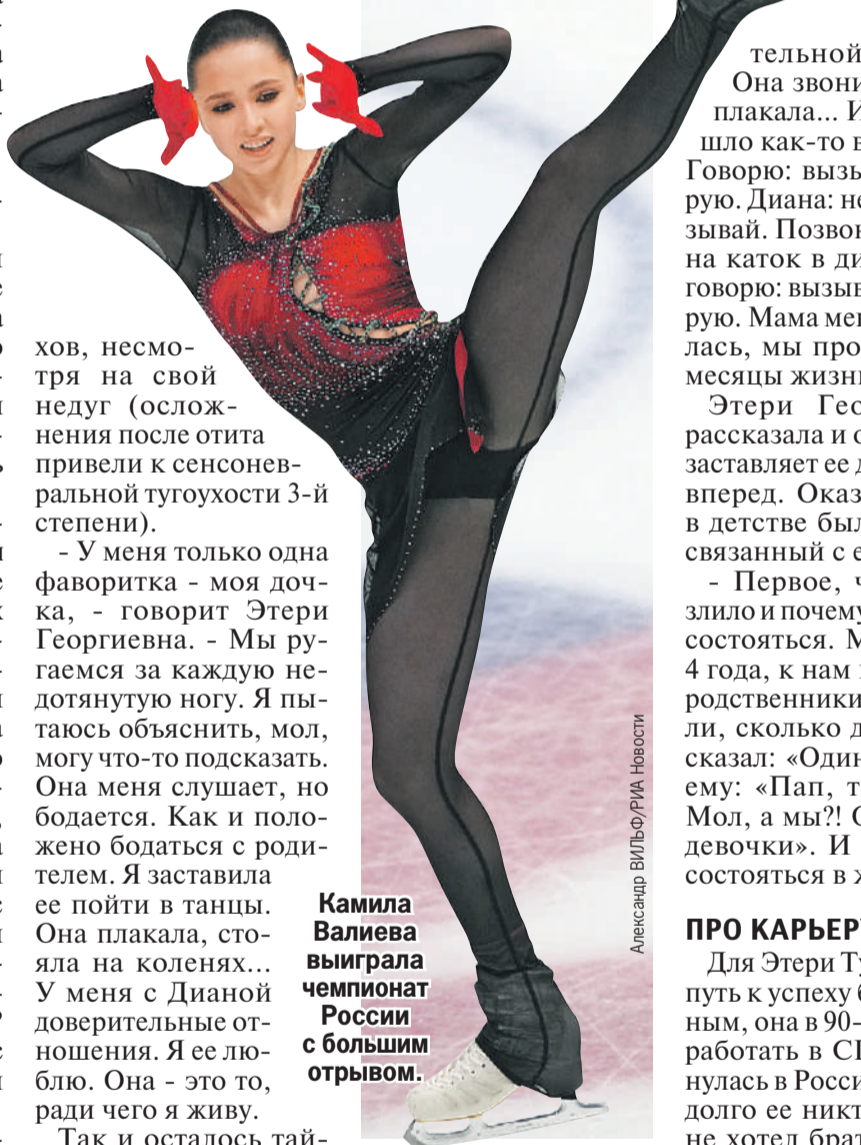 хов, несмо-
тря на свой
недуг (ослож-
нения после отита
привели к сенсонев-
ральной тугоухости 3-й
степени).
- У меня только одна
фаворитка - моя доч-
ка, - говорит Этери
Георгиевна. - Мы ру-
гаемся за каждую не-
дотянутую ногу. Я пы-
таюсь объяснить, мол,
могу что-то подсказать.
Она меня слушает, но
бодается. Как и поло-
жено бодаться с роди-
телем. Я заставила
ее пойти в танцы.
Она плакала, сто-
яла на коленях...
У меня с Дианой
доверительные от-
ношения. Я ее лю-
блю. Она - это то,
ради чего я живу.
Так и осталось тай-
Камила
Валиева
выиграла
чемпионат
России
с большим
отрывом.
Александр ВИЛЬФ/РИА Новости
тельной
Она звони
плакала... И
шло как-то в
Говорю: вызы
рую. Диана: не
зывай. Позвон
на каток в ди
говорю: вызыв
рую. Мама мен
лась, мы про
месяцы жизни
Этери Гео
рассказала и о
заставляет ее д
вперед. Оказ
в детстве был
связанный с е
- Первое, ч
злило и почему
состояться. М
4 года, к нам
родственники
ли, сколько д
сказал: «Один
ему: «Пап, т
Мол, а мы?! С
девочки». И
состояться в ж
ПРО КАРЬЕР
Для Этери Ту
путь к успеху б
ным, она в 90-
работать в С
нулась в Росси
долго ее никт
не хотел брат